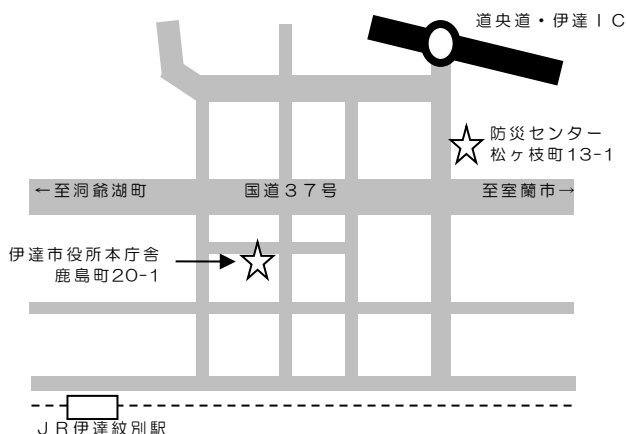 道央道・伊達ＩＣ
防災センター
松ヶ枝町13-1
←至洞爺湖町
国道３７号
至室蘭市→
伊達市役所本庁舎
鹿島町20-1
ＪＲ伊達紋別駅